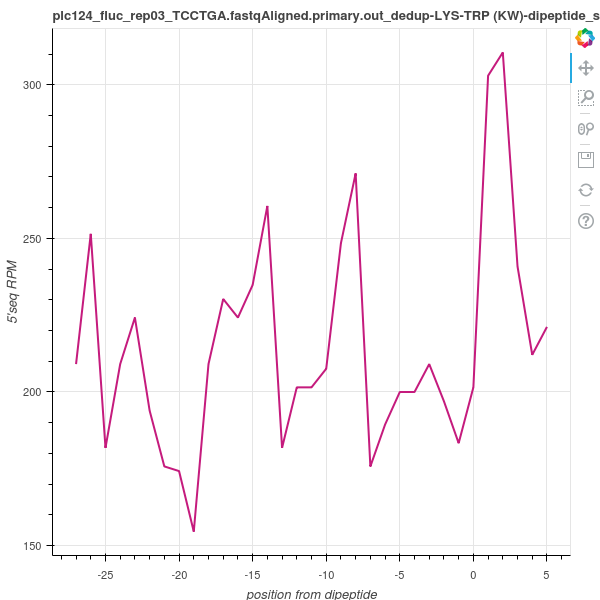 plc124_fluc_rep03_TCCTGA.fastqAligned.primary.out_dedup-LYS-TRP (KW)-dipeptide_s
300
250
200
150
5'seq RPM
-25 -20 -15 -10 -5 0 5
position from dipeptide